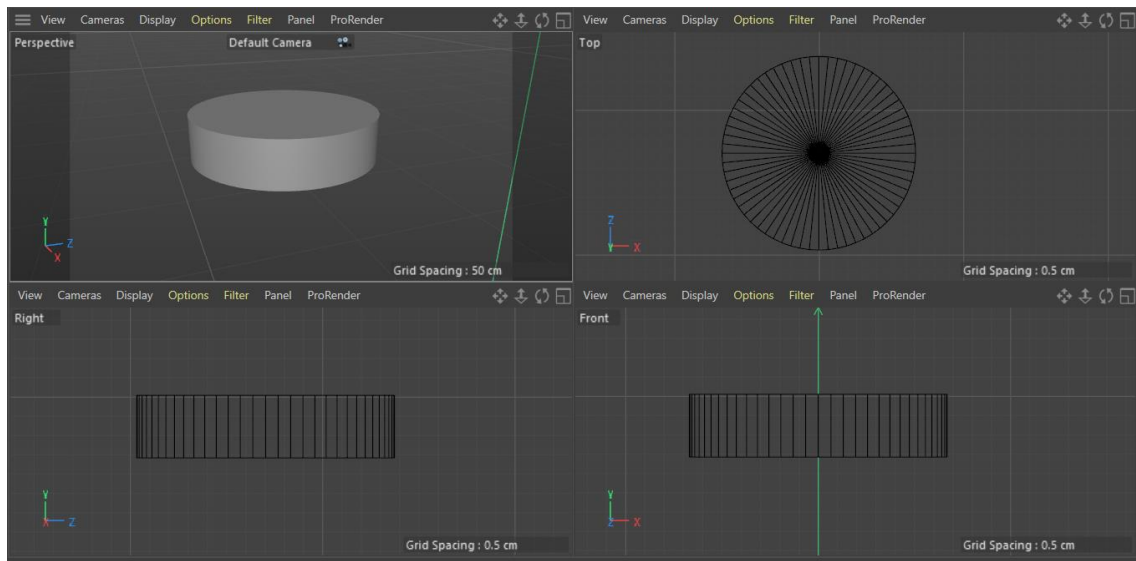 View Cameras Display Options Filter Panel ProRender
Perspective Default Camera
Y
Z
X
Grid Spacing : 50 cm
View Cameras Display Options Filter Panel ProRender
Top
Z
Y X
Grid Spacing : 0.5 cm
View Cameras Display Options Filter Panel ProRender
Right
Y
X Z
Grid Spacing : 0.5 cm
View Cameras Display Options Filter Panel ProRender
Front
Y
Z X
Grid Spacing : 0.5 cm